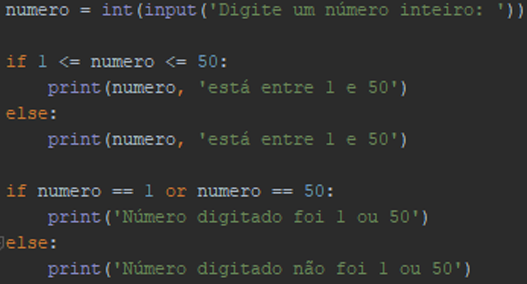 numero = int(input('Digite um número inteiro: '))
if 1 <= numero <= 50:
print(numero, 'está entre 1 e 50')
else:
print(numero, 'está entre 1 e 50')
if numero == 1 or numero == 50:
print('Número digitado foi 1 ou 50')
else:
print('Número digitado não foi 1 ou 50')